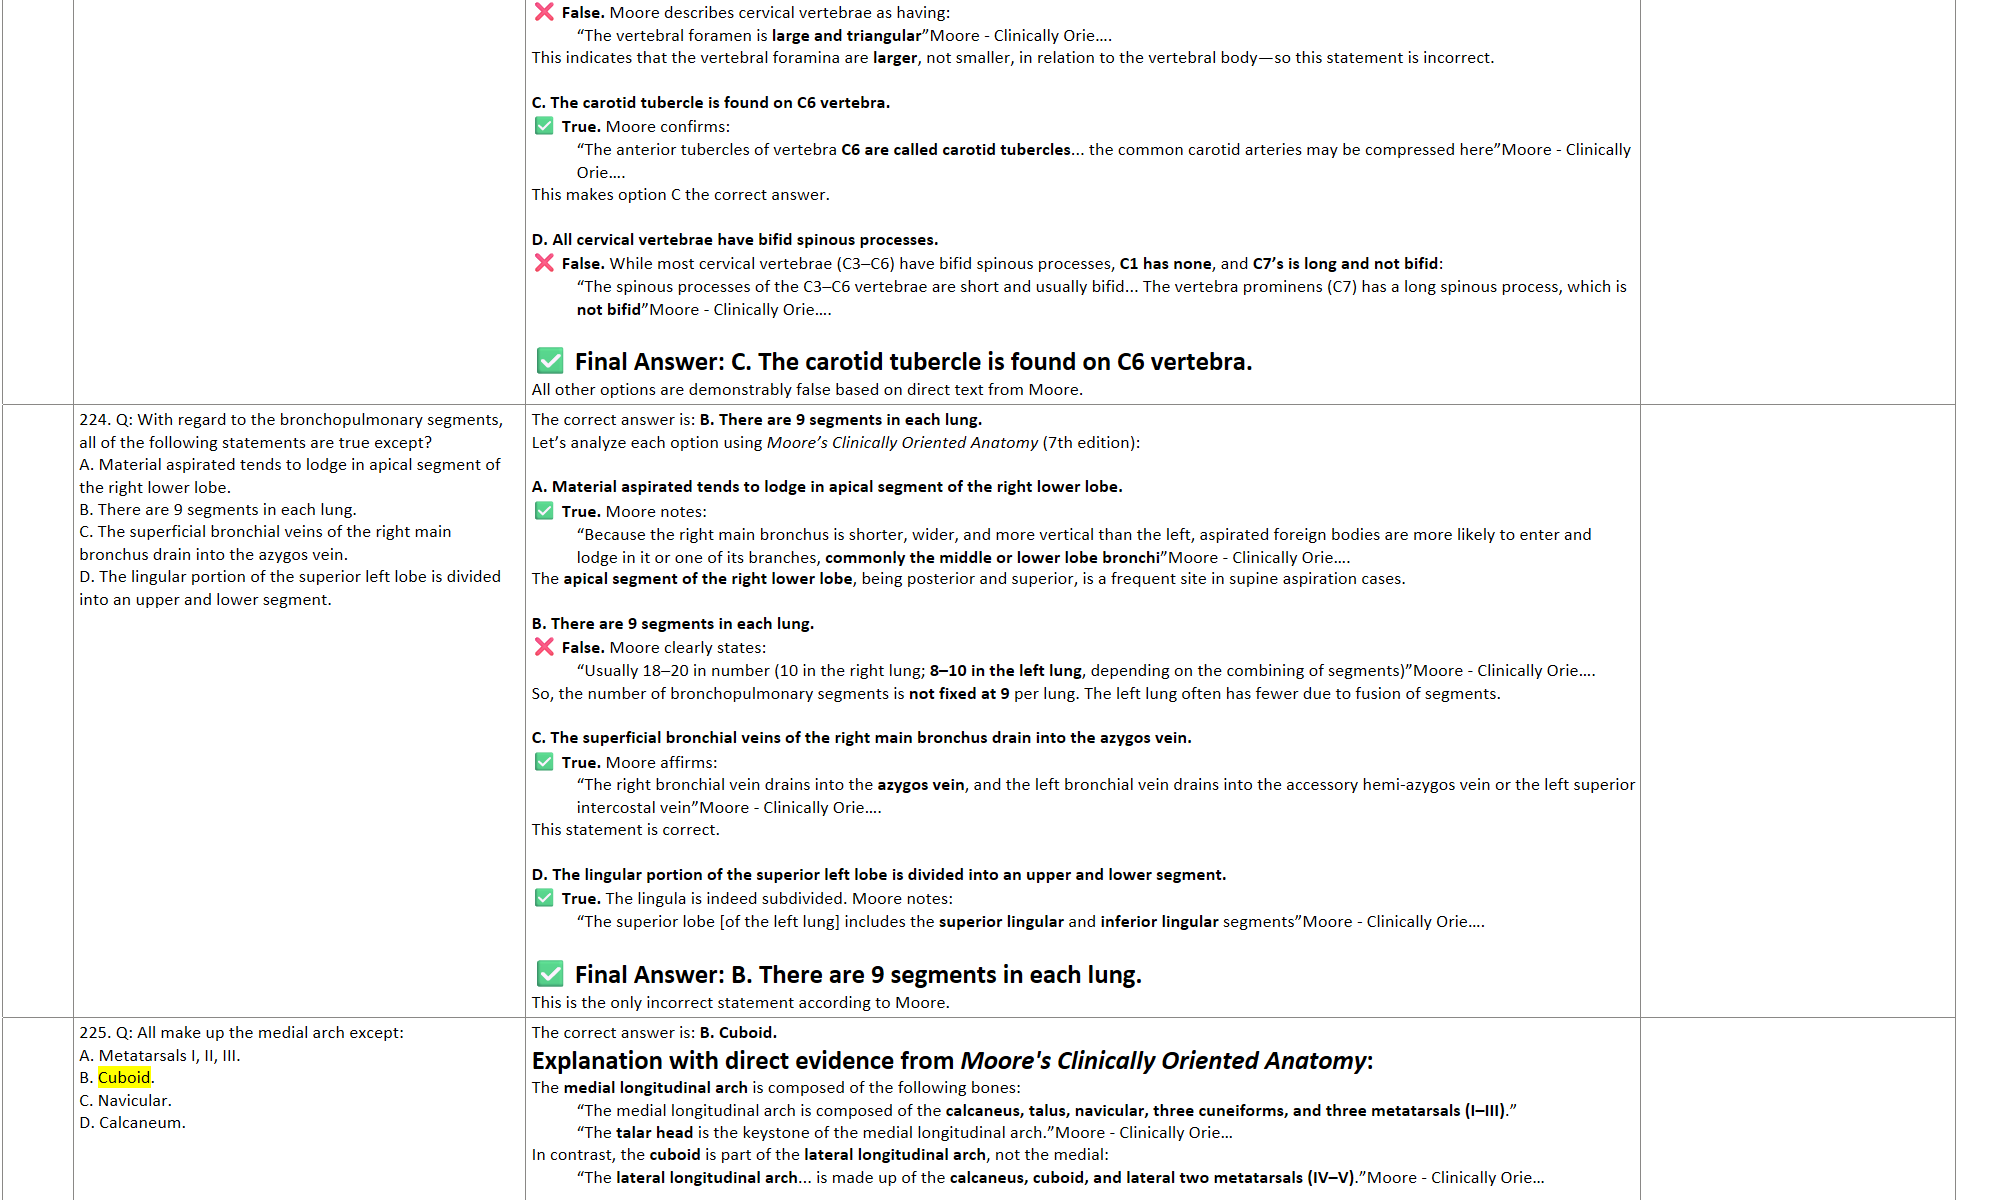 ❌ False. Moore describes cervical vertebrae as having:
“The vertebral foramen is large and triangular”Moore - Clinically Orie….
This indicates that the vertebral foramina are larger, not smaller, in relation to the vertebral body—so this statement is incorrect.
C. The carotid tubercle is found on C6 vertebra.
✅ True. Moore confirms:
“The anterior tubercles of vertebra C6 are called carotid tubercles... the common carotid arteries may be compressed here”Moore - Clinically
Orie….
This makes option C the correct answer.
D. All cervical vertebrae have bifid spinous processes.
❌ False. While most cervical vertebrae (C3–C6) have bifid spinous processes, C1 has none, and C7’s is long and not bifid:
“The spinous processes of the C3–C6 vertebrae are short and usually bifid... The vertebra prominens (C7) has a long spinous process, which is
not bifid”Moore - Clinically Orie….
✅ Final Answer: C. The carotid tubercle is found on C6 vertebra.
All other options are demonstrably false based on direct text from Moore.
224. Q: With regard to the bronchopulmonary segments,
all of the following statements are true except?
A. Material aspirated tends to lodge in apical segment of
the right lower lobe.
B. There are 9 segments in each lung.
C. The superficial bronchial veins of the right main
bronchus drain into the azygos vein.
D. The lingular portion of the superior left lobe is divided
into an upper and lower segment.
The correct answer is: B. There are 9 segments in each lung.
Let’s analyze each option using Moore’s Clinically Oriented Anatomy (7th edition):
A. Material aspirated tends to lodge in apical segment of the right lower lobe.
✅ True. Moore notes:
“Because the right main bronchus is shorter, wider, and more vertical than the left, aspirated foreign bodies are more likely to enter and
lodge in it or one of its branches, commonly the middle or lower lobe bronchi”Moore - Clinically Orie….
The apical segment of the right lower lobe, being posterior and superior, is a frequent site in supine aspiration cases.
B. There are 9 segments in each lung.
❌ False. Moore clearly states:
“Usually 18–20 in number (10 in the right lung; 8–10 in the left lung, depending on the combining of segments)”Moore - Clinically Orie….
So, the number of bronchopulmonary segments is not fixed at 9 per lung. The left lung often has fewer due to fusion of segments.
C. The superficial bronchial veins of the right main bronchus drain into the azygos vein.
✅ True. Moore affirms:
“The right bronchial vein drains into the azygos vein, and the left bronchial vein drains into the accessory hemi-azygos vein or the left superior
intercostal vein”Moore - Clinically Orie….
This statement is correct.
D. The lingular portion of the superior left lobe is divided into an upper and lower segment.
✅ True. The lingula is indeed subdivided. Moore notes:
“The superior lobe [of the left lung] includes the superior lingular and inferior lingular segments”Moore - Clinically Orie….
✅ Final Answer: B. There are 9 segments in each lung.
This is the only incorrect statement according to Moore.
225. Q: All make up the medial arch except:
A. Metatarsals I, II, III.
B. Cuboid.
C. Navicular.
D. Calcaneum.
The correct answer is: B. Cuboid.
Explanation with direct evidence from Moore's Clinically Oriented Anatomy:
The medial longitudinal arch is composed of the following bones:
“The medial longitudinal arch is composed of the calcaneus, talus, navicular, three cuneiforms, and three metatarsals (I–III).”
“The talar head is the keystone of the medial longitudinal arch.”Moore - Clinically Orie…
In contrast, the cuboid is part of the lateral longitudinal arch, not the medial:
“The lateral longitudinal arch... is made up of the calcaneus, cuboid, and lateral two metatarsals (IV–V).”Moore - Clinically Orie…